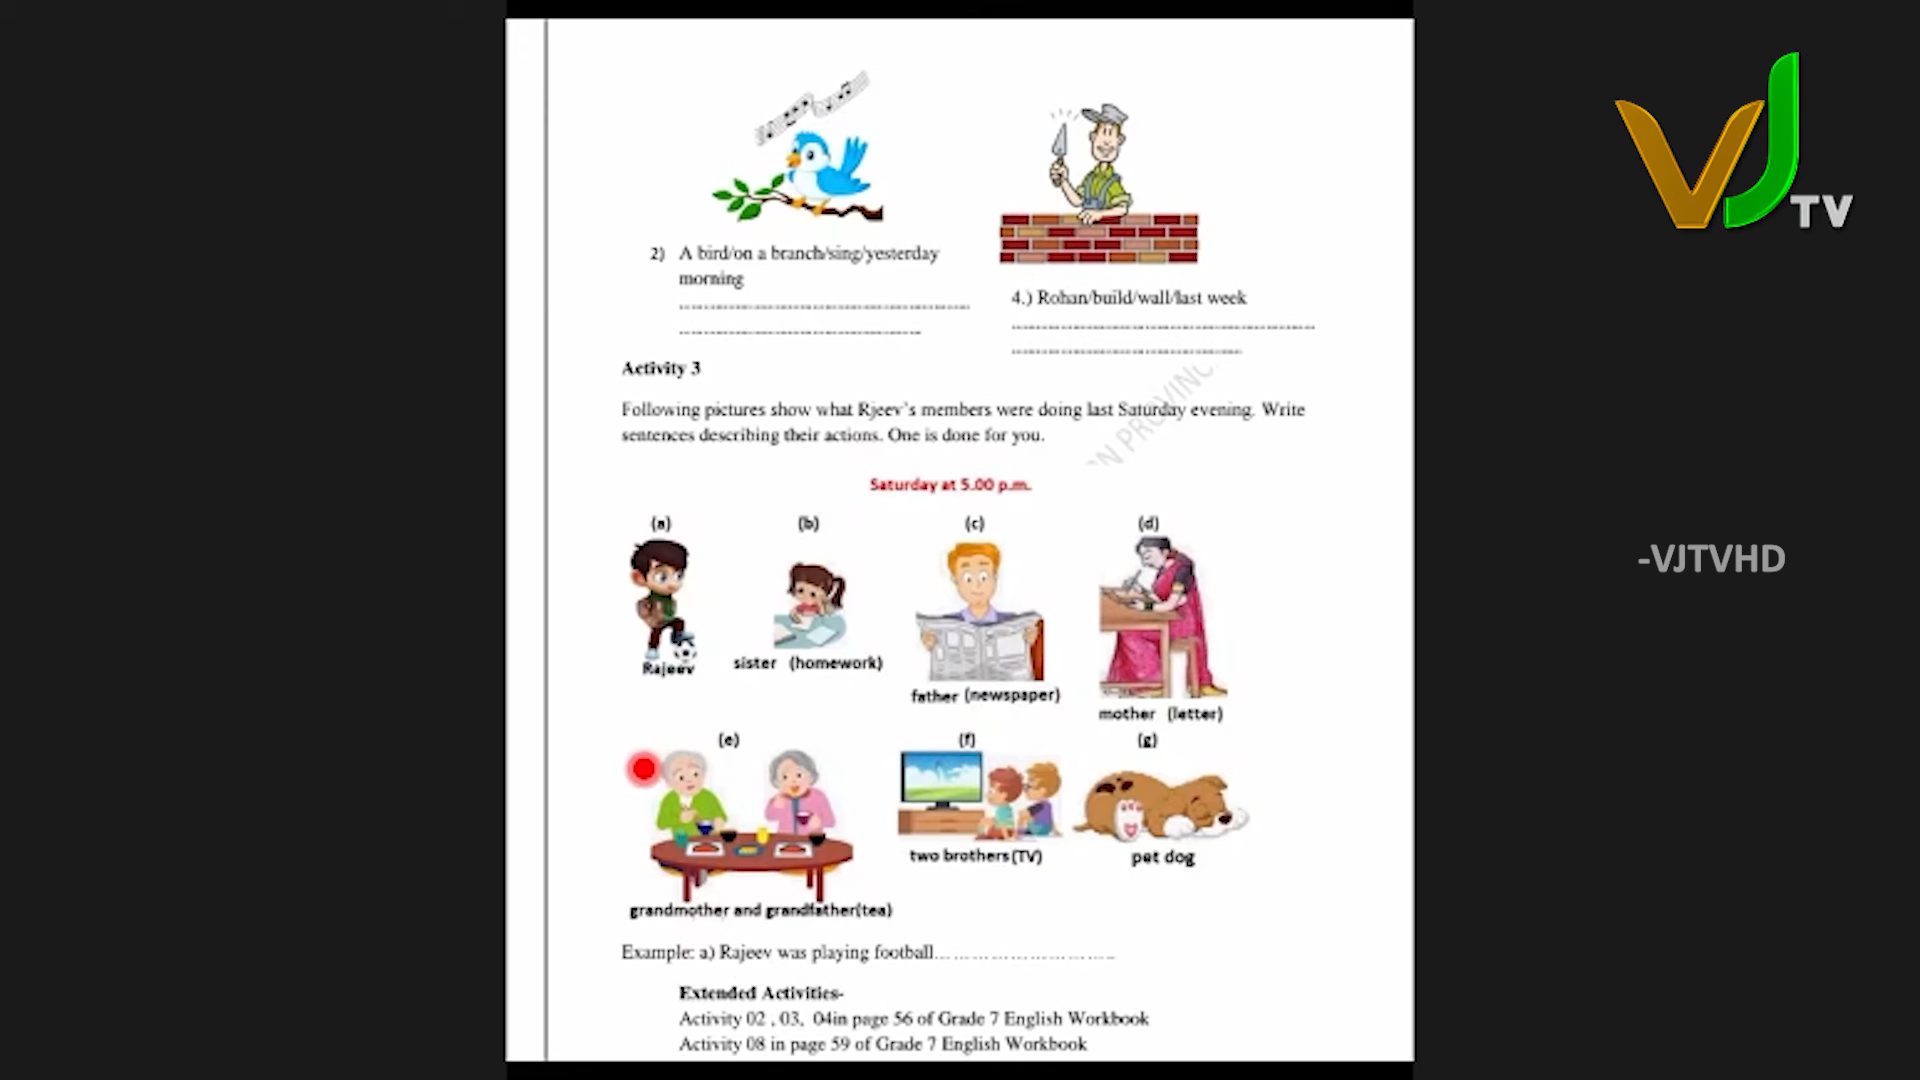 VJ TV
2) A bird/on a branch/sing/yesterday
morning
4.) Rohan/build/wall/last week
Activity 3
Following pictures show what Rjeev's members were doing last Saturday evening. Write
sentences describing their actions. One is done for you.
Saturday at 5.00 p.m.
(a) (b) (c) (d)
Rajeev
sister (homework)
father (newspaper)
mother (letter)
(e) (f) (g)
two brothers(TV)
pet dog
grandmother and grandfather(tea)
Example: a) Rajeev was playing football..............................
Extended Activities-
Activity 02 , 03, 04in page 56 of Grade 7 English Workbook
Activity 08 in page 59 of Grade 7 English Workbook
-VJTVHD